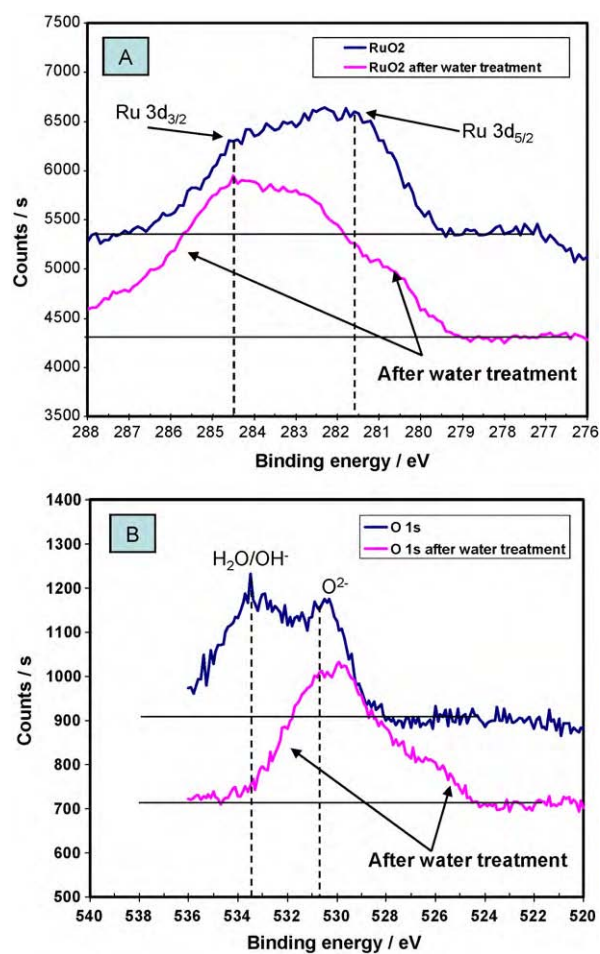 A
RuO2
RuO2 after water treatment
Ru 3d3/2
Ru 3d5/2
After water treatment
Counts / s
7500
7000
6500
6000
5500
5000
4500
4000
3500
288 287 286 285 284 283 282 281 280 279 278 277 276
Binding energy / eV
B
O 1s
O 1s after water treatment
H₂O/OH⁻
O²⁻
After water treatment
Counts / s
1400
1300
1200
1100
1000
900
800
700
600
500
540 538 536 534 532 530 528 526 524 522 520
Binding energy / eV